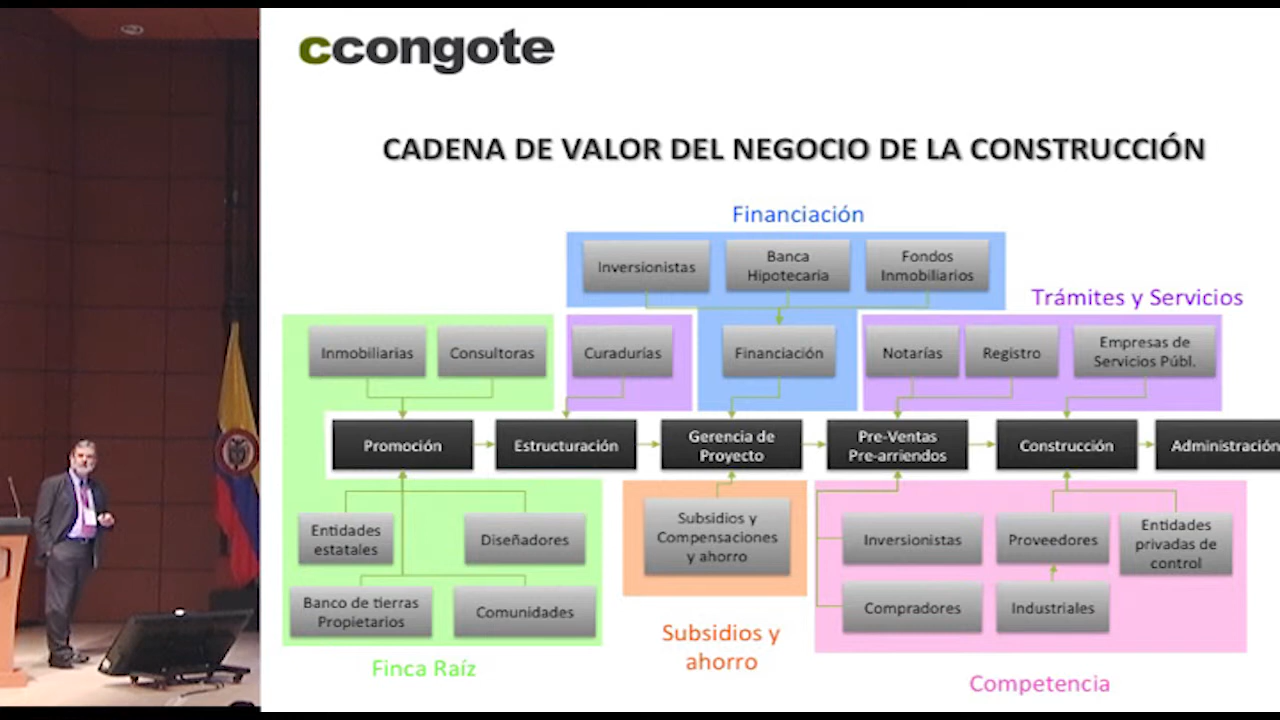 ccongote
CADENA DE VALOR DEL NEGOCIO DE LA CONSTRUCCIÓN
Financiación
Inversionistas
Banca
Hipotecaria
Fondos
Inmobiliarios
Trámites y Servicios
Inmobiliarias
Consultoras
Curadurías
Financiación
Notarías
Registro
Empresas de
Servicios Públ.
Promoción
Estructuración
Gerencia de
Proyecto
Pre-Ventas
Pre-arriendos
Construcción
Administración
Entidades
estatales
Diseñadores
Subsidios y
Compensaciones
y ahorro
Inversionistas
Proveedores
Entidades
privadas de
control
Banco de tierras
Propietarios
Comunidades
Compradores
Industriales
Subsidios y
ahorro
Finca Raíz
Competencia